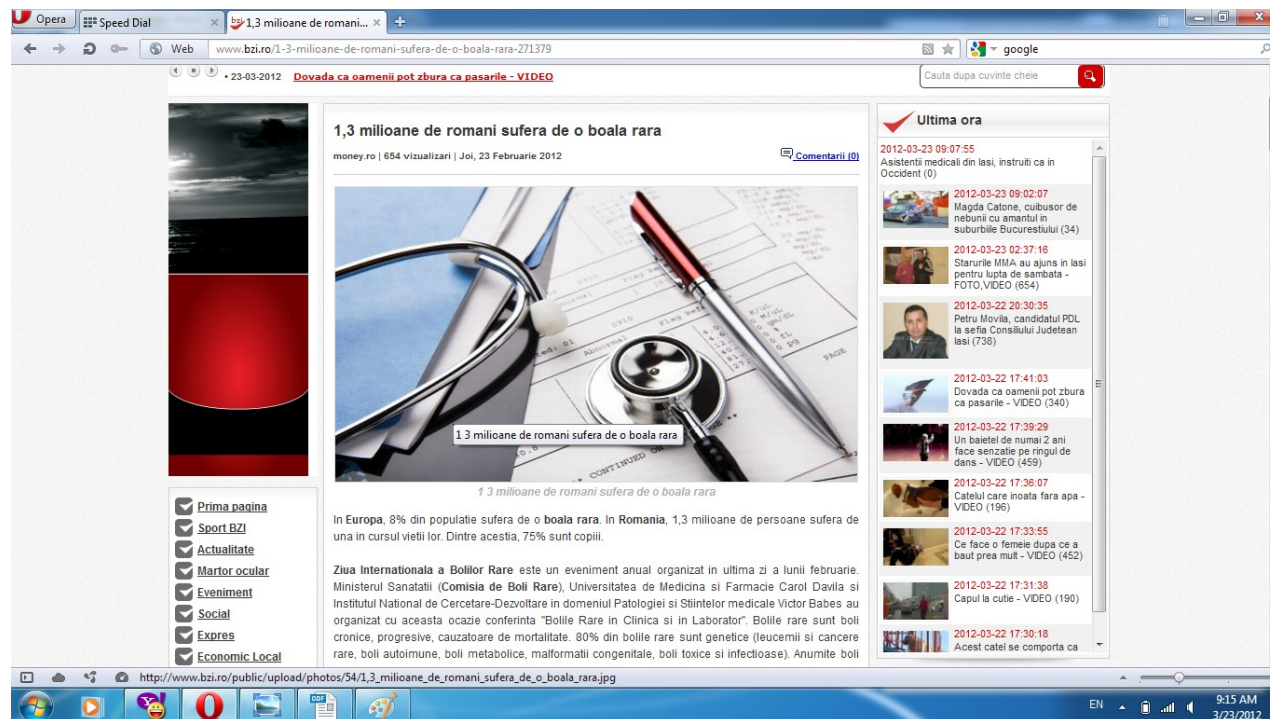 Opera
Speed Dial
bzi 1,3 milioane de romani...
Web
www.bzi.ro/1-3-milioane-de-romani-sufera-de-o-boala-rara-271379
google
• 23-03-2012 Dovada ca oamenii pot zbura ca pasarile - VIDEO
Cauta dupa cuvinte cheie
1,3 milioane de romani sufera de o boala rara
money.ro | 654 vizualizari | Joi, 23 Februarie 2012
Comentarii (0)
0910
Abnormal
PAGE
CONTINUED ON
1 3 milioane de romani sufera de o boala rara
1 3 milioane de romani sufera de o boala rara
In Europa, 8% din populatie sufera de o boala rara. In Romania, 1,3 milioane de persoane sufera de
una in cursul vietii lor. Dintre acestia, 75% sunt copiii.
Ziua Internationala a Bolilor Rare este un eveniment anual organizat in ultima zi a lunii februarie.
Ministerul Sanatatii (Comisia de Boli Rare), Universitatea de Medicina si Farmacie Carol Davila si
Institutul National de Cercetare-Dezvoltare in domeniul Patologiei si Stiintelor medicale Victor Babes au
organizat cu aceasta ocazie conferinta "Bolile Rare in Clinica si in Laborator". Bolile rare sunt boli
cronice, progresive, cauzatoare de mortalitate. 80% din bolile rare sunt genetice (leucemii si cancere
rare, boli autoimune, boli metabolice, malformatii congenitale, boli toxice si infectioase). Anumite boli
Prima pagina
Sport BZI
Actualitate
Martor ocular
Eveniment
Social
Expres
Economic Local
Ultima ora
2012-03-23 09:07:55
Asistentii medicali din Iasi, instruiti ca in
Occident (0)
2012-03-23 09:02:07
Magda Catone, cuibusor de
nebunii cu amantul in
suburbiile Bucurestiului (34)
2012-03-23 02:37:16
Starurile MMA au ajuns in Iasi
pentru lupta de sambata -
FOTO,VIDEO (654)
2012-03-22 20:30:35
Petru Movila, candidatul PDL
la sefia Consiliului Judetean
Iasi (738)
2012-03-22 17:41:03
Dovada ca oamenii pot zbura
ca pasarile - VIDEO (340)
2012-03-22 17:39:29
Un baietel de numai 2 ani
face senzatie pe ringul de
dans - VIDEO (459)
2012-03-22 17:36:07
Catelul care inoata fara apa -
VIDEO (196)
2012-03-22 17:33:55
Ce face o femeie dupa ce a
baut prea mult - VIDEO (452)
2012-03-22 17:31:38
Capul la cutie - VIDEO (190)
2012-03-22 17:30:18
Acest catel se comporta ca
http://www.bzi.ro/public/upload/photos/54/1,3_milioane_de_romani_sufera_de_o_boala_rara.jpg
ODF
EN
9:15 AM
3/23/2012